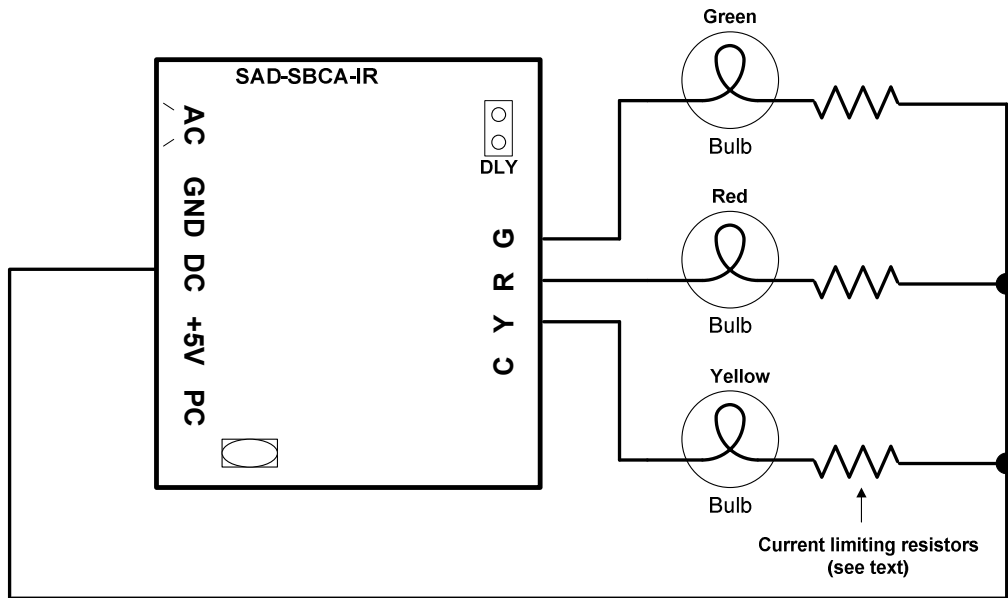 Green
SAD-SBCA-IR
AC
GND
DC
+5V
PC
DLY
G
R
Y
C
Bulb
Red
Bulb
Yellow
Bulb
Current limiting resistors
(see text)